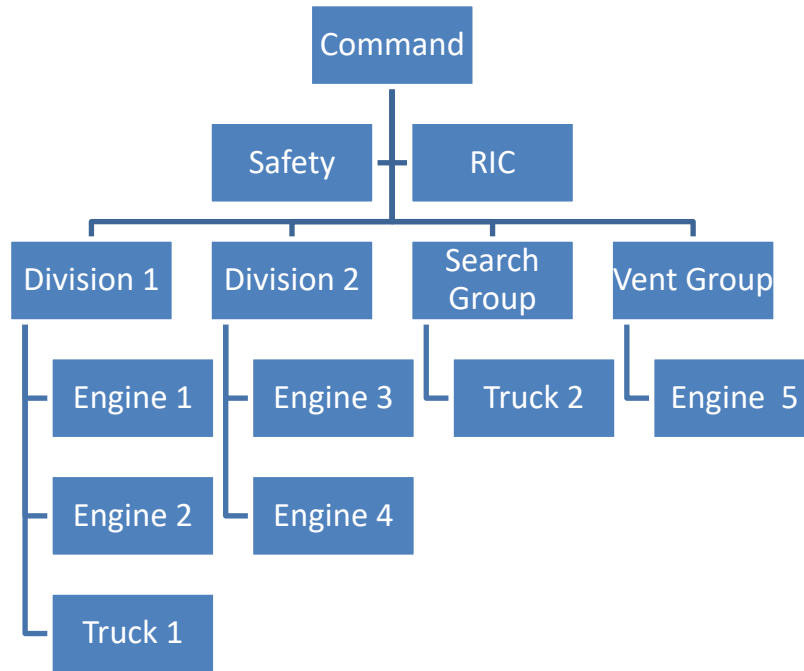 Command
Safety
RIC
Division 1
Division 2
Search
Group
Vent Group
Engine 1
Engine 3
Truck 2
Engine  5
Engine 2
Engine 4
Truck 1